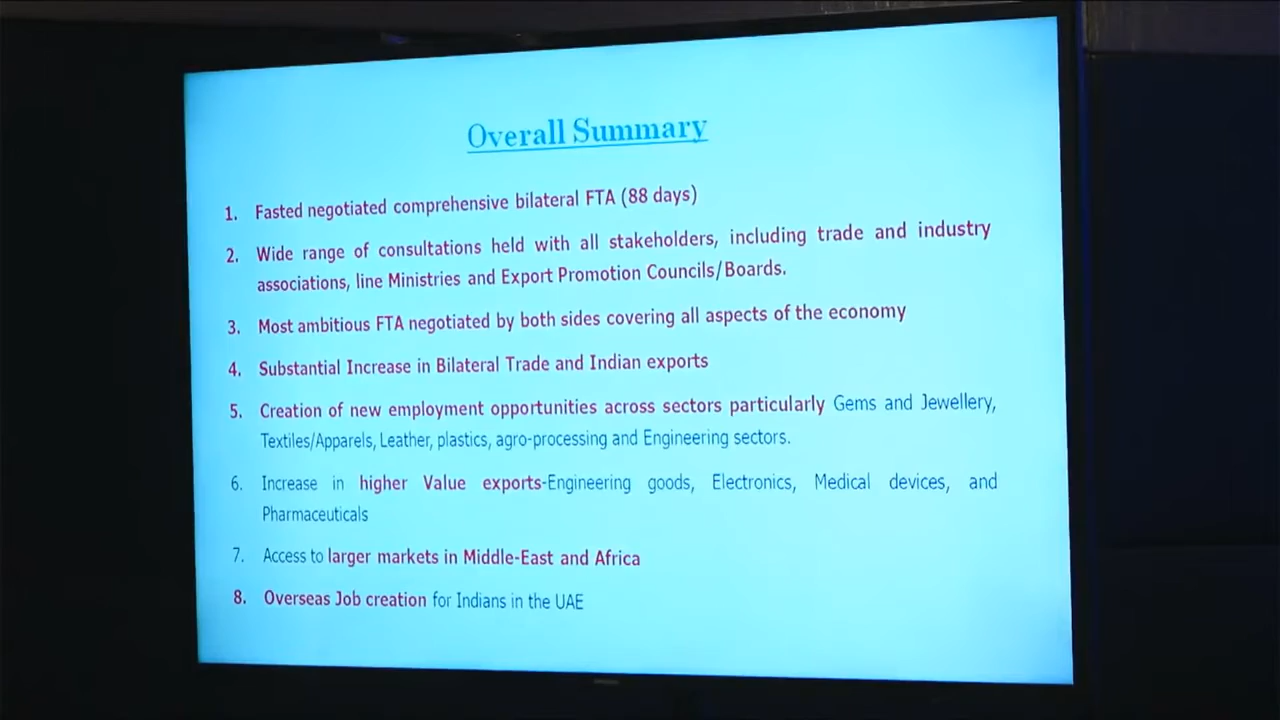 Overall Summary
1. Fasted negotiated comprehensive bilateral FTA (88 days)
2. Wide range of consultations held with all stakeholders, including trade and industry
associations, line Ministries and Export Promotion Councils/Boards.
3. Most ambitious FTA negotiated by both sides covering all aspects of the economy
4. Substantial Increase in Bilateral Trade and Indian exports
5. Creation of new employment opportunities across sectors particularly Gems and Jewellery,
Textiles/Apparels, Leather, plastics, agro-processing and Engineering sectors.
6. Increase in higher Value exports-Engineering goods, Electronics, Medical devices, and
Pharmaceuticals
7. Access to larger markets in Middle-East and Africa
8. Overseas Job creation for Indians in the UAE